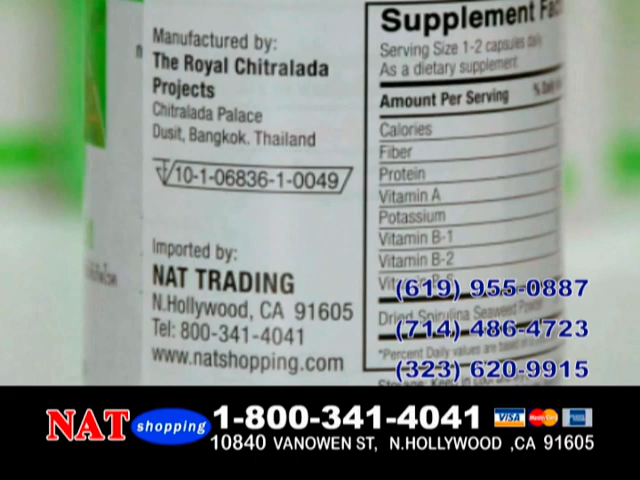 Manufactured by:
The Royal Chitralada
Projects
Chitralada Palace
Dusit, Bangkok. Thailand
10-1-06836-1-0049
Imported by:
NAT TRADING
N.Hollywood, CA 91605
Tel: 800-341-4041
www.natshopping.com
Supplement
Serving Size 1-2 capsules daily
As a dietary supplement
Amount Per Serving
Calories
Fiber
Protein
Vitamin A
Potassium
Vitamin B-1
Vitamin B-2
(619) 955-0887
Dried Spirulina Seaweed
(714) 486-4723
*Percent Daily values are based
(323) 620-9915
NAT shopping 1-800-341-4041 VISA MasterCard
10840 VANOWEN ST, N.HOLLYWOOD ,CA 91605